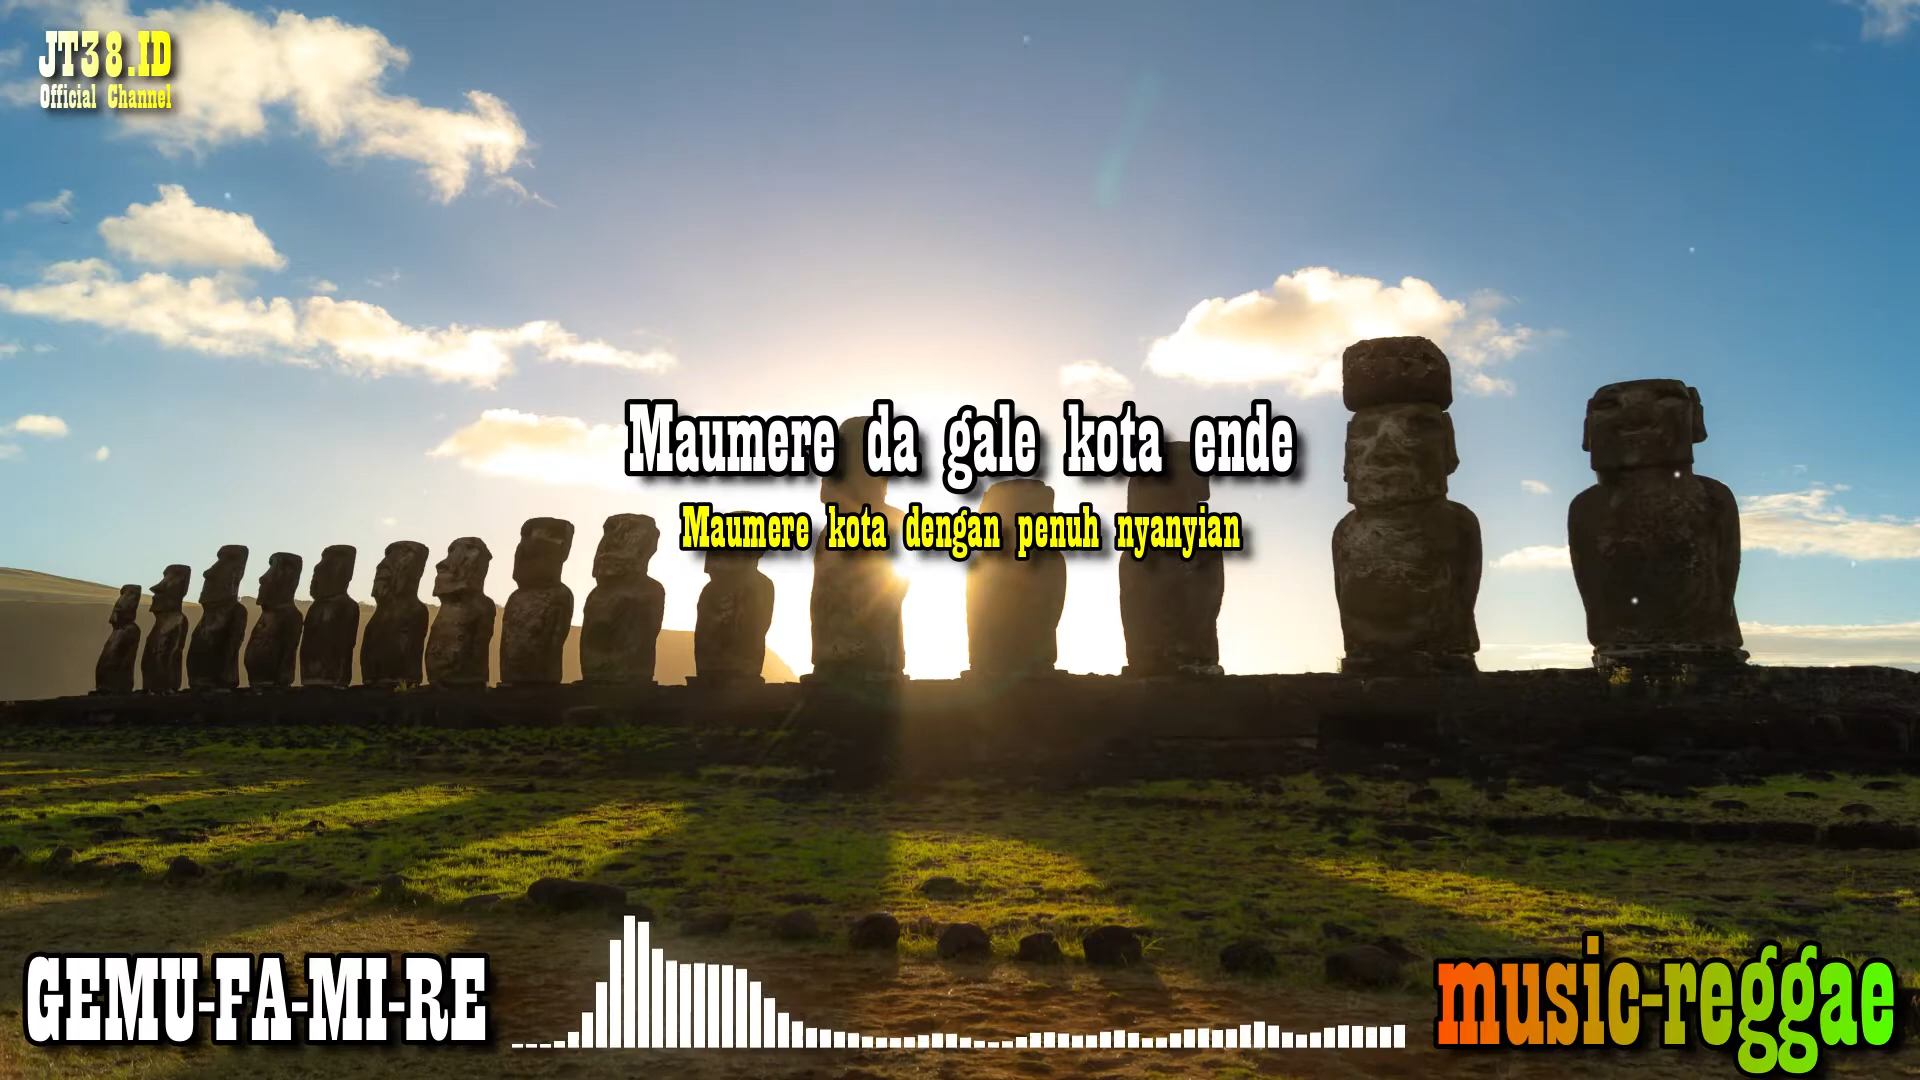 JT38.ID
Official Channel
Maumere da gale kota ende
Maumere kota dengan penuh nyanyian
GEMU-FA-MI-RE
music-reggae